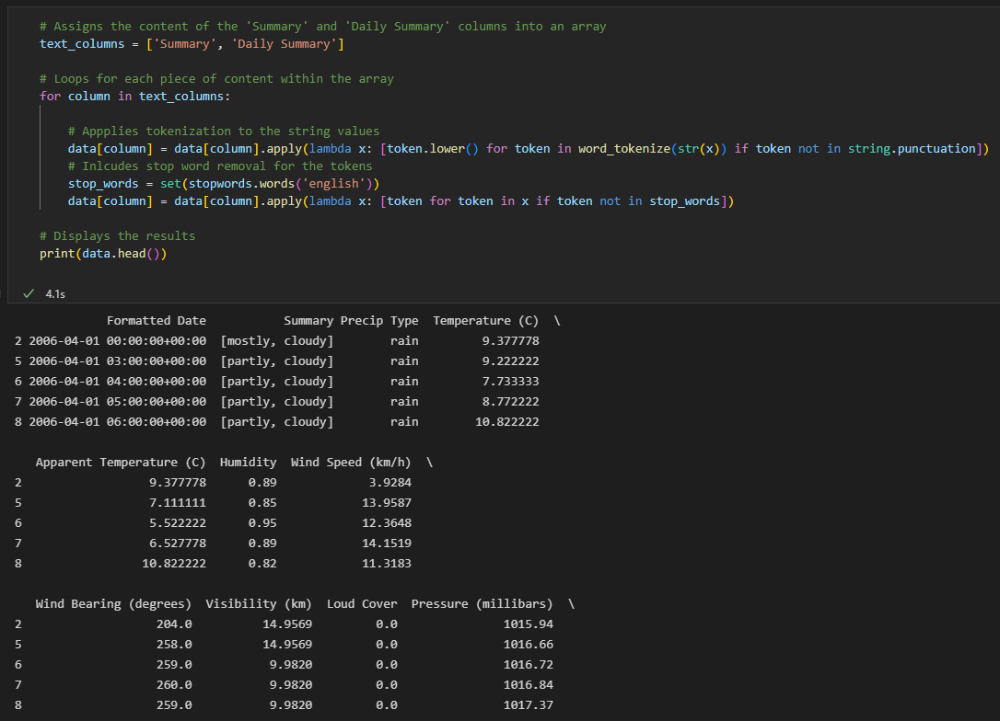 # Assigns the content of the 'Summary' and 'Daily Summary' columns into an array
text_columns = ['Summary', 'Daily Summary']
# Loops for each piece of content within the array
for column in text_columns:
# Appplies tokenization to the string values
data[column] = data[column].apply(lambda x: [token.lower() for token in word_tokenize(str(x)) if token not in string.punctuation])
# Inlcudes stop word removal for the tokens
stop_words = set(stopwords.words('english'))
data[column] = data[column].apply(lambda x: [token for token in x if token not in stop_words])
# Displays the results
print(data.head())
4.1s
Formatted Date Summary Precip Type Temperature (C) \
2 2006-04-01 00:00:00+00:00 [mostly, cloudy] rain 9.377778
5 2006-04-01 03:00:00+00:00 [partly, cloudy] rain 9.222222
6 2006-04-01 04:00:00+00:00 [partly, cloudy] rain 7.733333
7 2006-04-01 05:00:00+00:00 [partly, cloudy] rain 8.772222
8 2006-04-01 06:00:00+00:00 [partly, cloudy] rain 10.822222
Apparent Temperature (C) Humidity Wind Speed (km/h) \
2 9.377778 0.89 3.9284
5 7.111111 0.85 13.9587
6 5.522222 0.95 12.3648
7 6.527778 0.89 14.1519
8 10.822222 0.82 11.3183
Wind Bearing (degrees) Visibility (km) Loud Cover Pressure (millibars) \
2 204.0 14.9569 0.0 1015.94
5 258.0 14.9569 0.0 1016.66
6 259.0 9.9820 0.0 1016.72
7 260.0 9.9820 0.0 1016.84
8 259.0 9.9820 0.0 1017.37